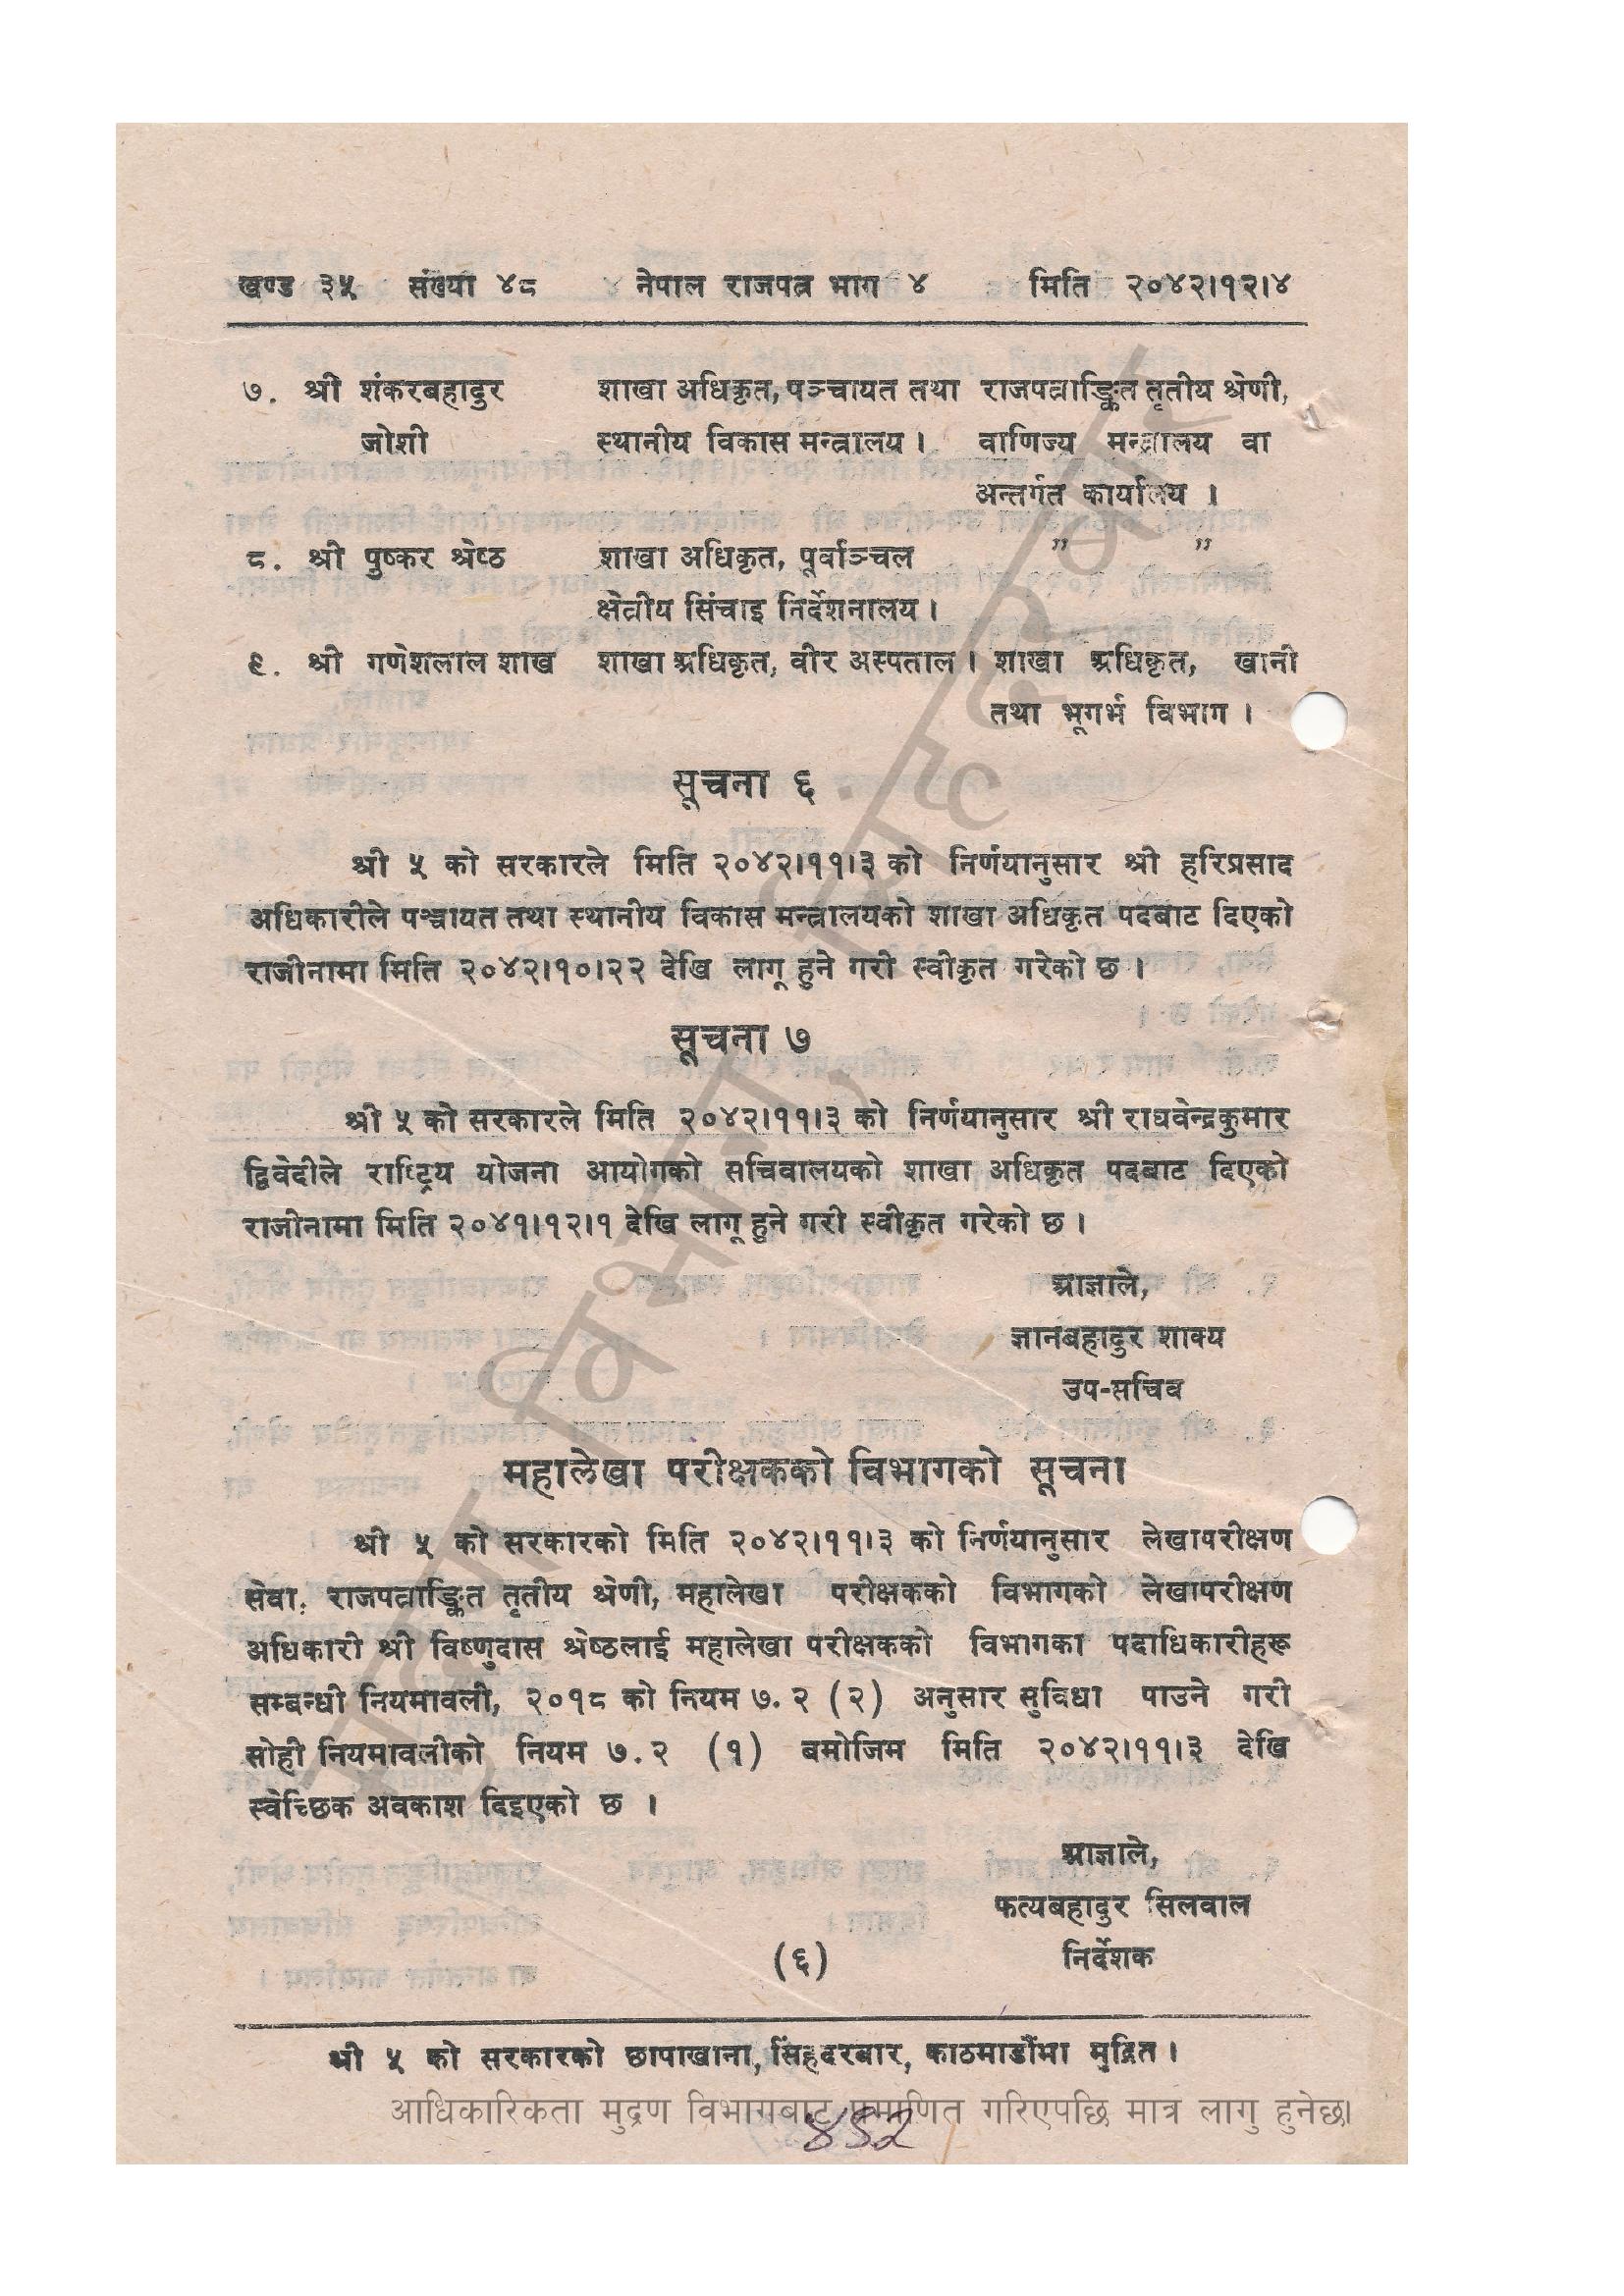 खण्ड ३५ संख्या ४८ नेपाल राजपत्र भाग ४ मिति २०४२।१२।४
७. श्री शंकरबहादुर शाखा अधिकृत, पञ्चायत तथा राजपत्राङ्कित तृतीय श्रेणी,
जोशी स्थानीय विकास मन्त्रालय । वाणिज्य मन्त्रालय वा
अन्तर्गत कार्यालय ।
८. श्री पुष्कर श्रेष्ठ शाखा अधिकृत, पूर्वाञ्चल ” ”
क्षेत्रीय सिंचाइ निर्देशनालय ।
९. श्री गणेशलाल शाख शाखा अधिकृत, वीर अस्पताल । शाखा अधिकृत, खानी
तथा भूगर्भ विभाग ।
सूचना ६
श्री ५ को सरकारले मिति २०४२।११।३ को निर्णयानुसार श्री हरिप्रसाद
अधिकारीले पञ्चायत तथा स्थानीय विकास मन्त्रालयको शाखा अधिकृत पदबाट दिएको
राजीनामा मिति २०४२।१०।२२ देखि लागू हुने गरी स्वीकृत गरेको छ ।
सूचना ७
श्री ५ को सरकारले मिति २०४२।११।३ को निर्णयानुसार श्री राघवेन्द्रकुमार
द्विवेदीले राष्ट्रिय योजना आयोगको सचिवालयको शाखा अधिकृत पदबाट दिएको
राजीनामा मिति २०४१।१२।१ देखि लागू हुने गरी स्वीकृत गरेको छ ।
आज्ञाले,
ज्ञानबहादुर शाक्य
उप-सचिव
महालेखा परीक्षकको विभागको सूचना
श्री ५ को सरकारको मिति २०४२।११।३ को निर्णयानुसार लेखापरीक्षण
सेवा, राजपत्राङ्कित तृतीय श्रेणी, महालेखा परीक्षकको विभागको लेखापरीक्षण
अधिकारी श्री विष्णुदास श्रेष्ठलाई महालेखा परीक्षकको विभागका पदाधिकारीहरू
सम्बन्धी नियमावली, २०१८ को नियम ७.२ (२) अनुसार सुविधा पाउने गरी
सोही नियमावलीको नियम ७.२ (१) बमोजिम मिति २०४२।११।३ देखि
स्वेच्छिक अवकाश दिइएको छ ।
आज्ञाले,
फत्यबहादुर सिलवाल
निर्देशक
(६)
श्री ५ को सरकारको छापाखाना, सिंहदरबार, काठमाडौंमा मुद्रित ।
आधिकारिकता मुद्रण विभागबाट प्रमाणित गरिएपछि मात्र लागु हुनेछ।